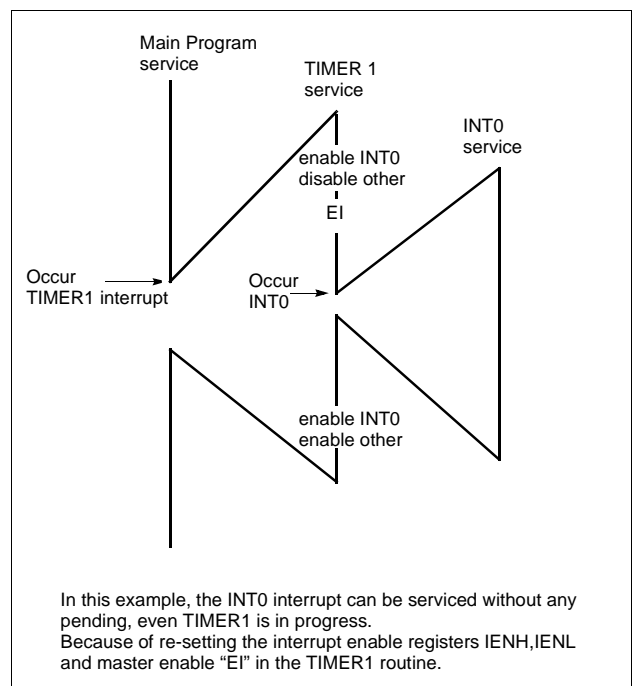 Main Program
service
TIMER 1
service
INT0
service
enable INT0
disable other
EI
Occur
TIMER1 interrupt
Occur
INT0
enable INT0
enable other
In this example, the INT0 interrupt can be serviced without any
pending, even TIMER1 is in progress.
Because of re-setting the interrupt enable registers IENH,IENL
and master enable “EI” in the TIMER1 routine.